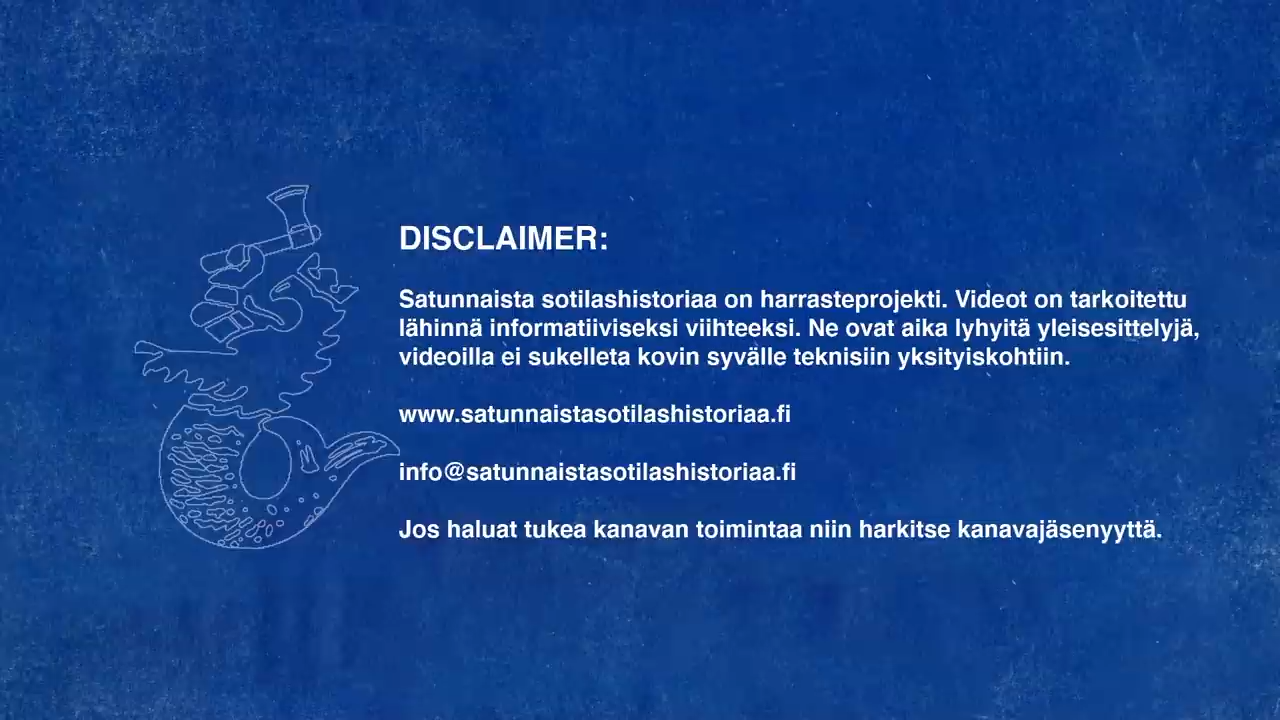 DISCLAIMER:
Satunnaista sotilashistoriaa on harrasteprojekti. Videot on tarkoitettu
lähinnä informatiiviseksi viihteeksi. Ne ovat aika lyhyitä yleisesittelyjä,
videoilla ei sukelleta kovin syvälle teknisiin yksityiskohtiin.
www.satunnaistasotilashistoriaa.fi
info@satunnaistasotilashistoriaa.fi
Jos haluat tukea kanavan toimintaa niin harkitse kanavajäsenyyttä.